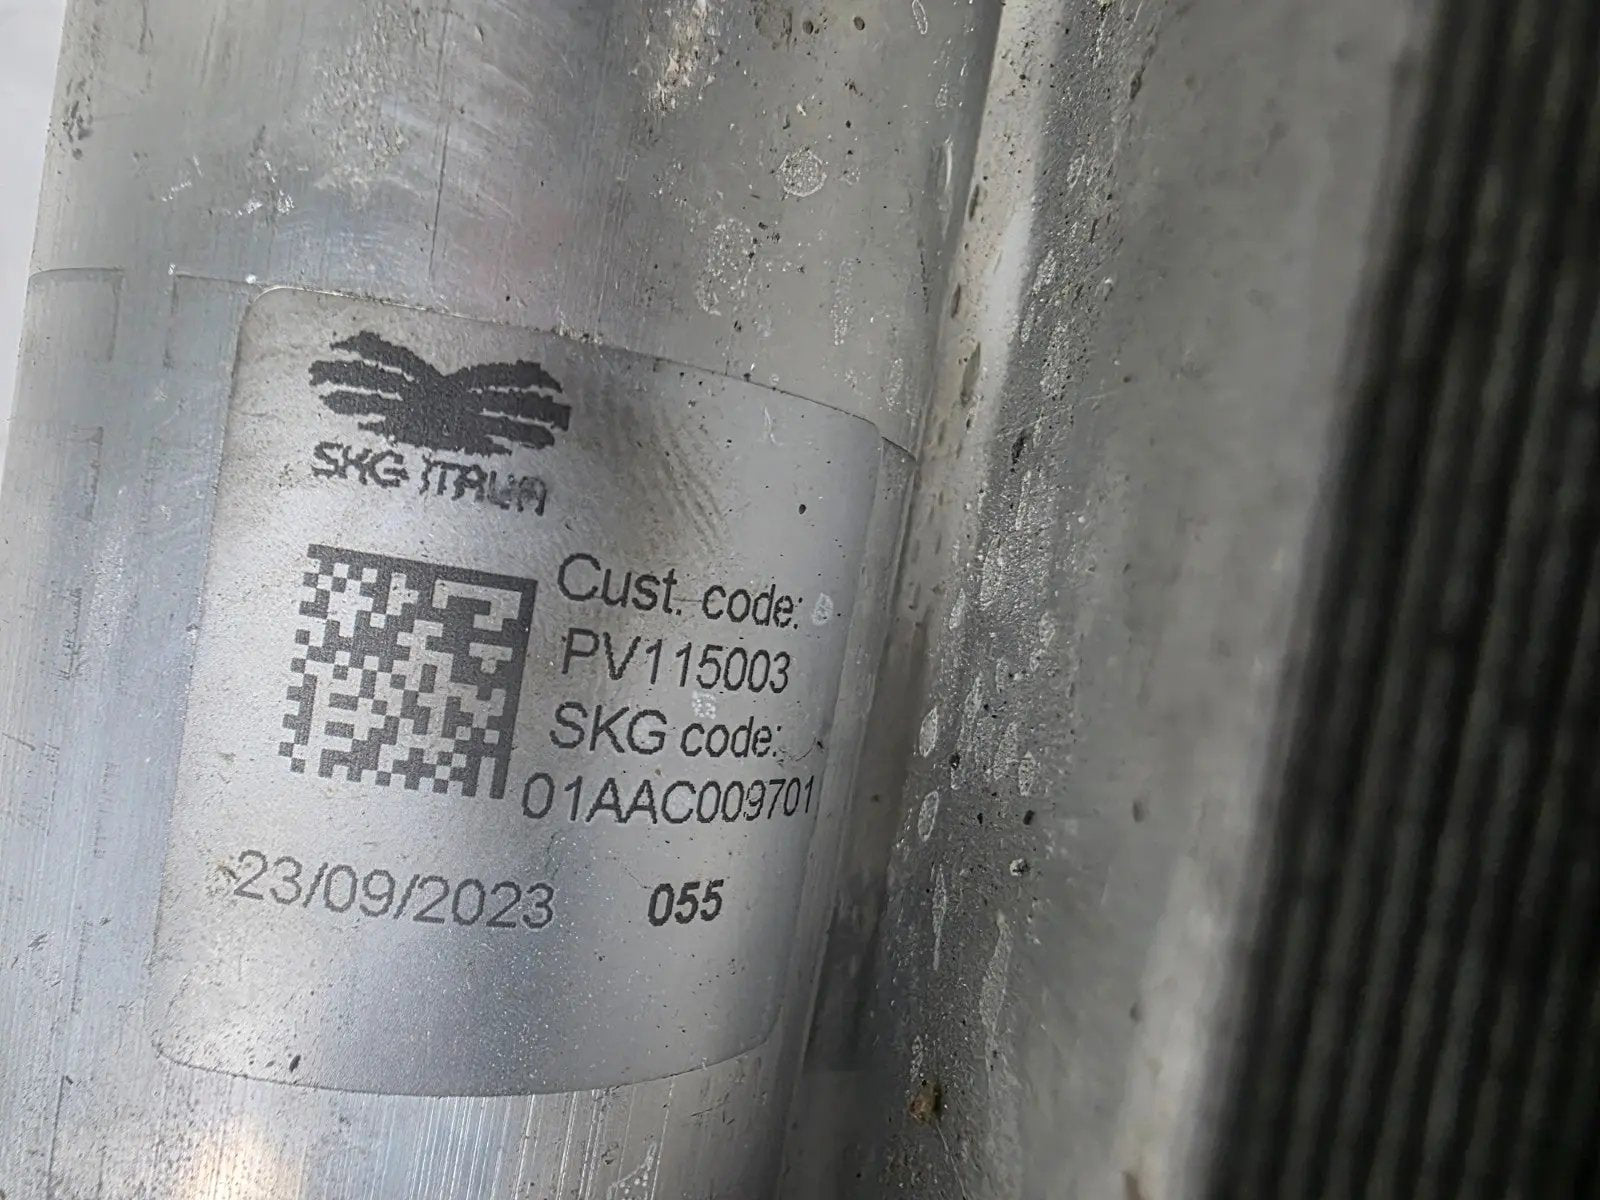 SKG ITALIA
Cust. code:
PV115003
SKG code:
01AAC009701
23/09/2023 055